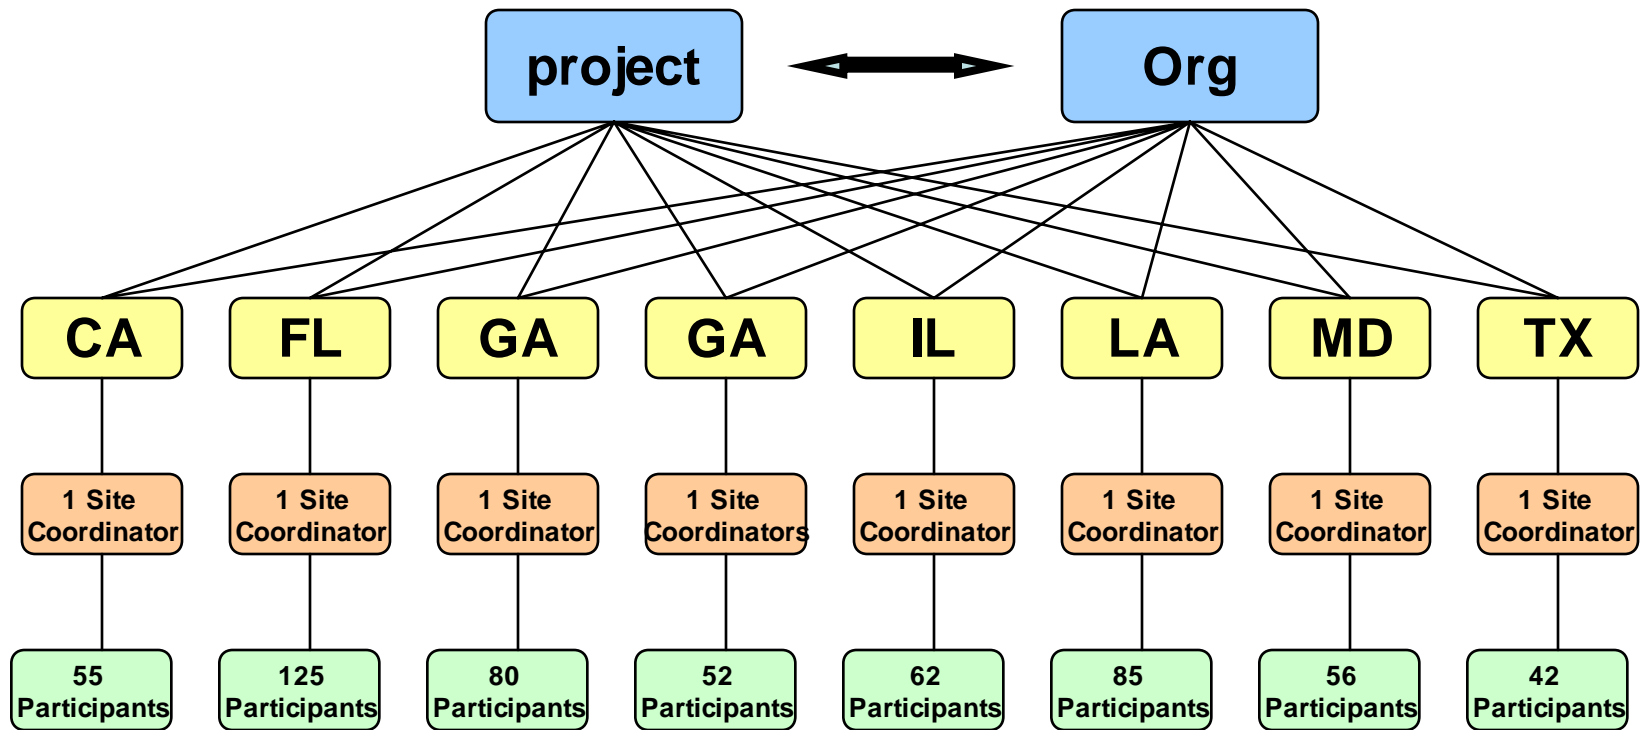 project
Org
CA
FL
GA
GA
IL
LA
MD
TX
1 Site
Coordinator
1 Site
Coordinator
1 Site
Coordinator
1 Site
Coordinators
1 Site
Coordinator
1 Site
Coordinator
1 Site
Coordinator
1 Site
Coordinator
55
Participants
125
Participants
80
Participants
52
Participants
62
Participants
85
Participants
56
Participants
42
Participants